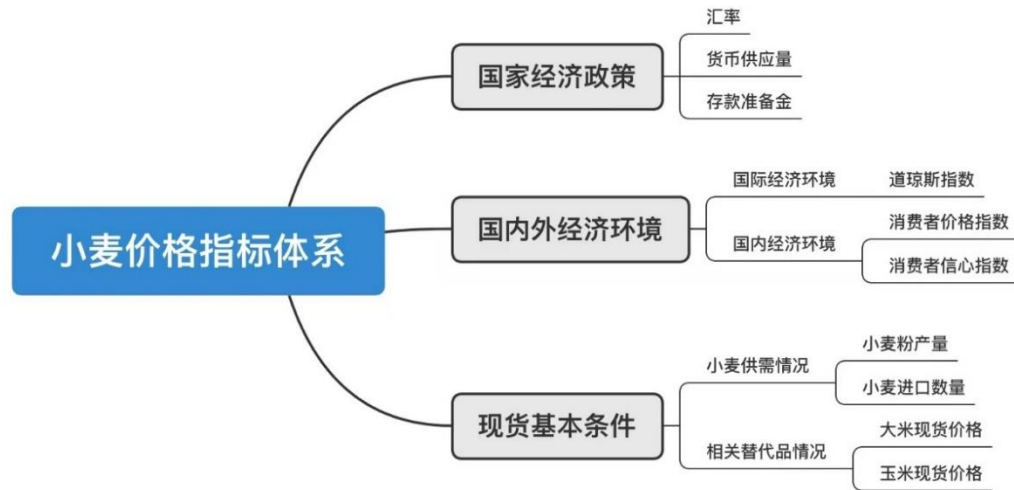 小麦价格指标体系
国家经济政策
汇率
货币供应量
存款准备金
国内外经济环境
国际经济环境
道琼斯指数
国内经济环境
消费者价格指数
消费者信心指数
现货基本条件
小麦供需情况
小麦粉产量
小麦进口数量
相关替代品情况
大米现货价格
玉米现货价格